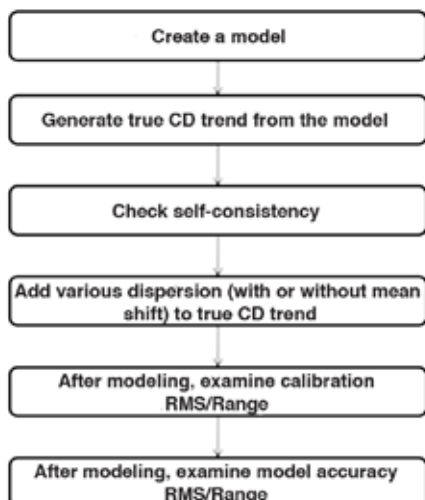 Create a model
Generate true CD trend from the model
Check self-consistency
Add various dispersion (with or without mean
shift) to true CD trend
After modeling, examine calibration
RMS/Range
After modeling, examine model accuracy
RMS/Range